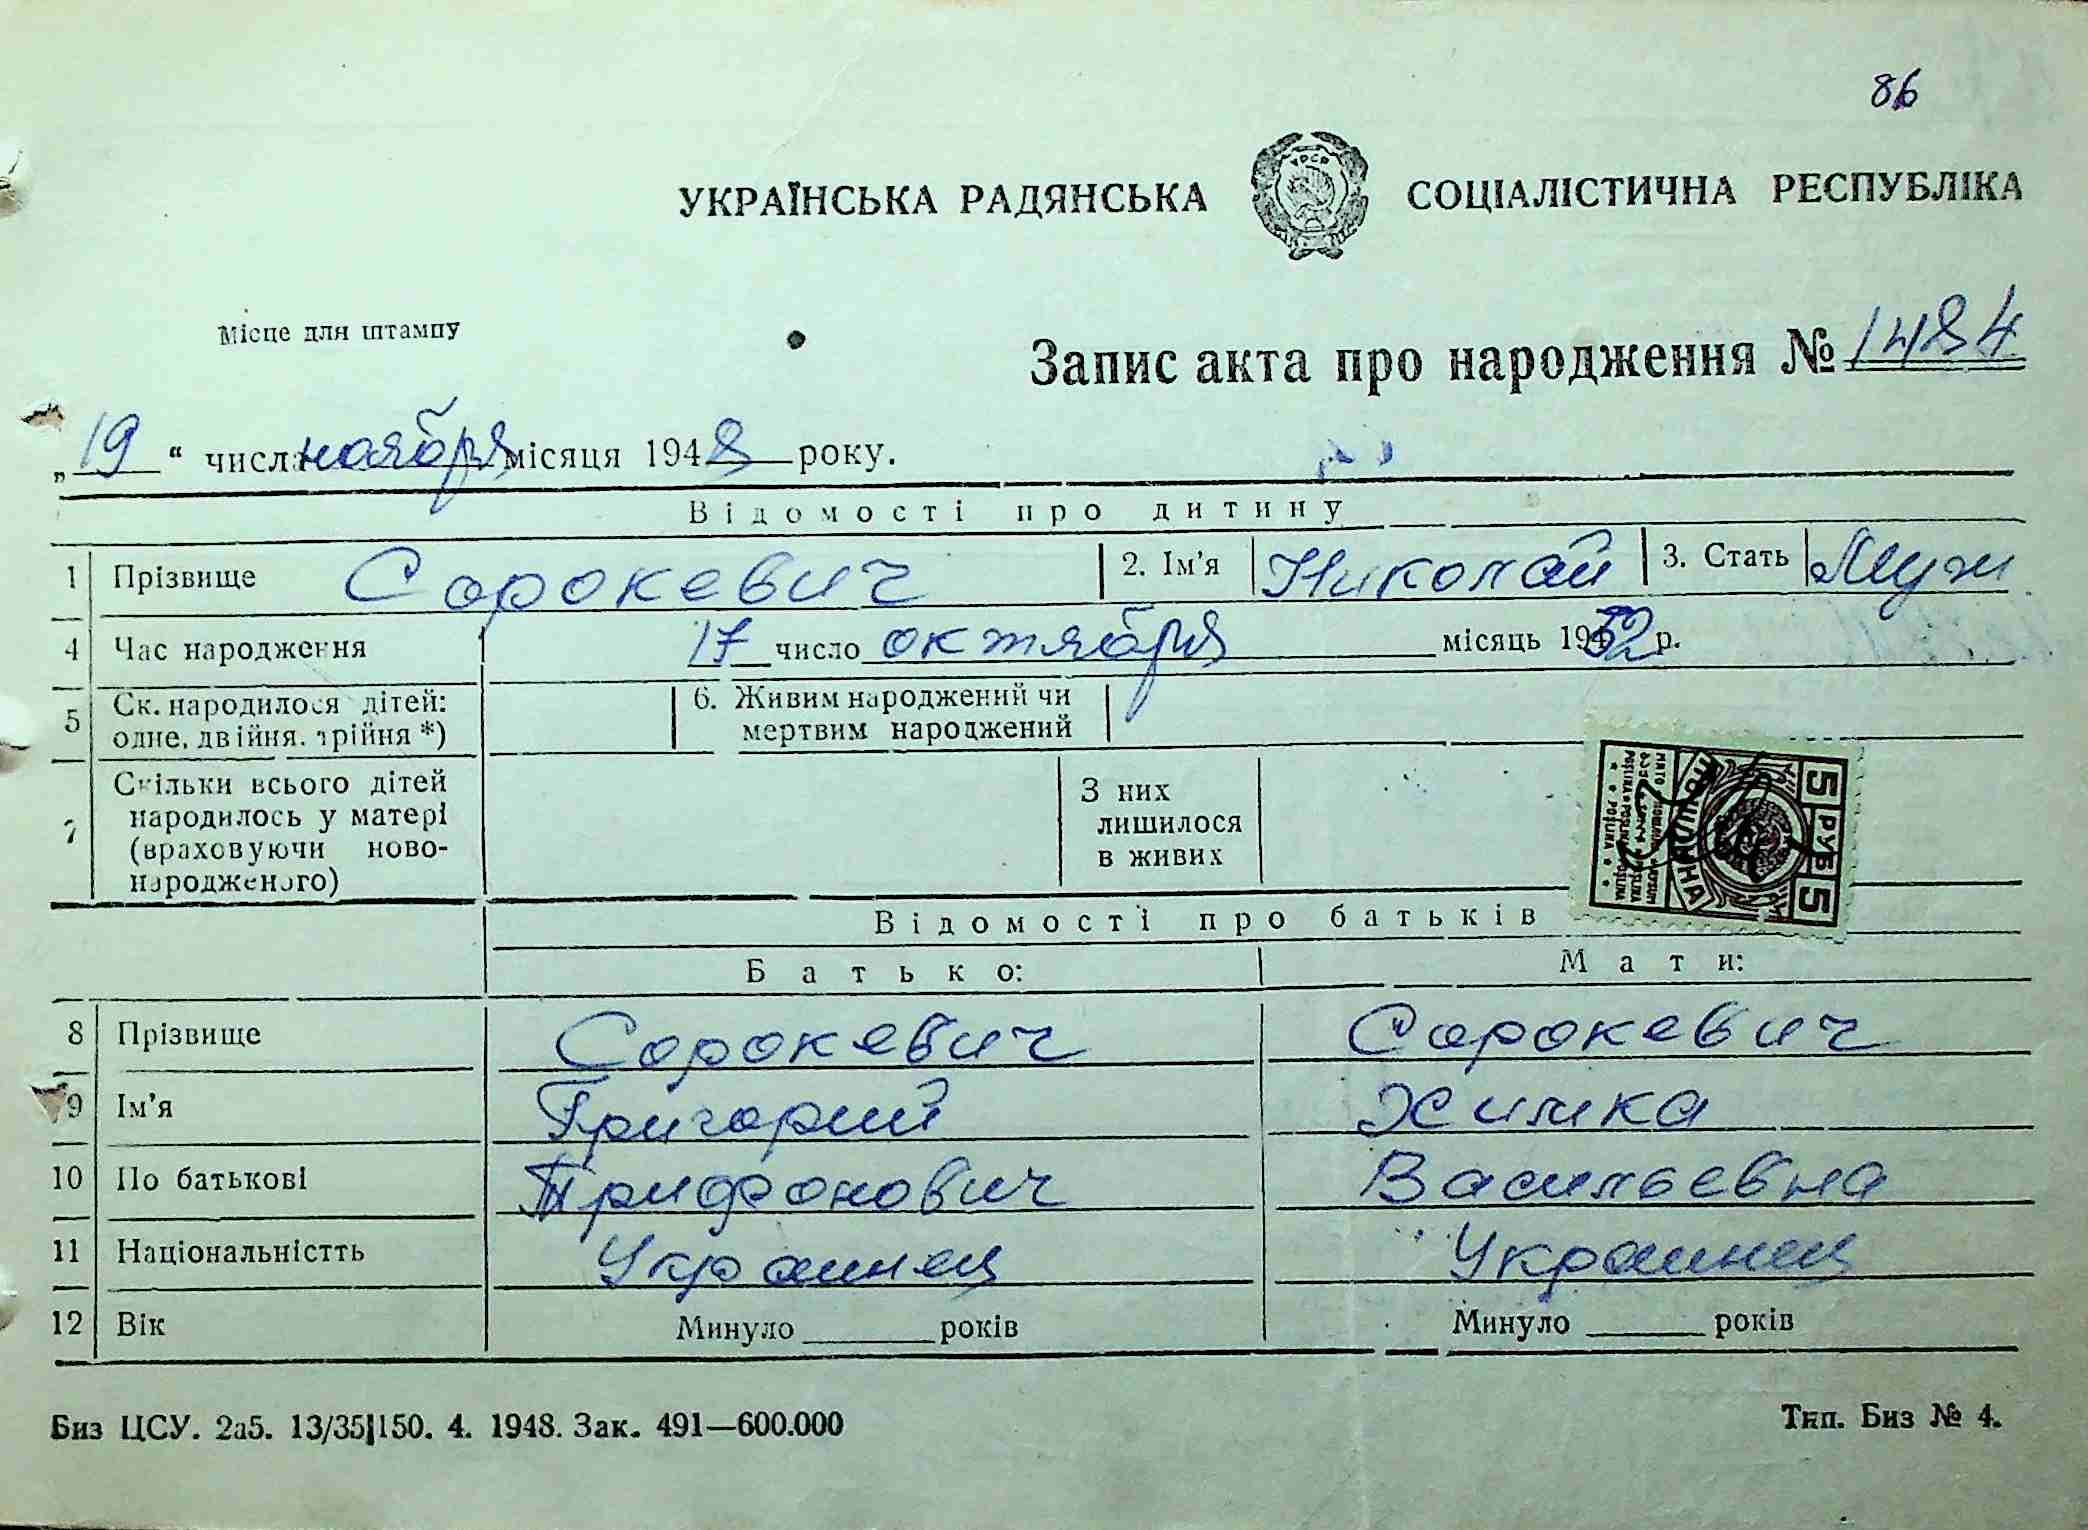 86
УКРАЇНСЬКА РАДЯНСЬКА СОЦІАЛІСТИЧНА РЕСПУБЛІКА
УРСР
Місце для штампу
Запис акта про народження № 1484
„19“ числа ноября місяця 1948 року.
Відомості про дитину
1 Прізвище Сорокевич 2. Ім'я Николай 3. Стать Муж
4 Час народження 17 число октября місяць 1932 р.
5 Ск. народилося дітей: одне, двійня, трійня *) 6. Живим народжений чи мертвим народжений
7 Скільки всього дітей народилось у матері (враховуючи новонародженого) З них лишилося в живих
5 РУБ 5
ПОШЛИНА
Відомості про батьків
Батько: Мати:
8 Прізвище Сорокевич Сорокевич
9 Ім'я Григорий Химка
10 По батькові Трифонович Васильевна
11 Національністть Украинец Украинец
12 Вік Минуло ______ років Минуло ______ років
Биз ЦСУ. 2а5. 13/35|150. 4. 1948. Зак. 491—600.000 Тип. Биз № 4.